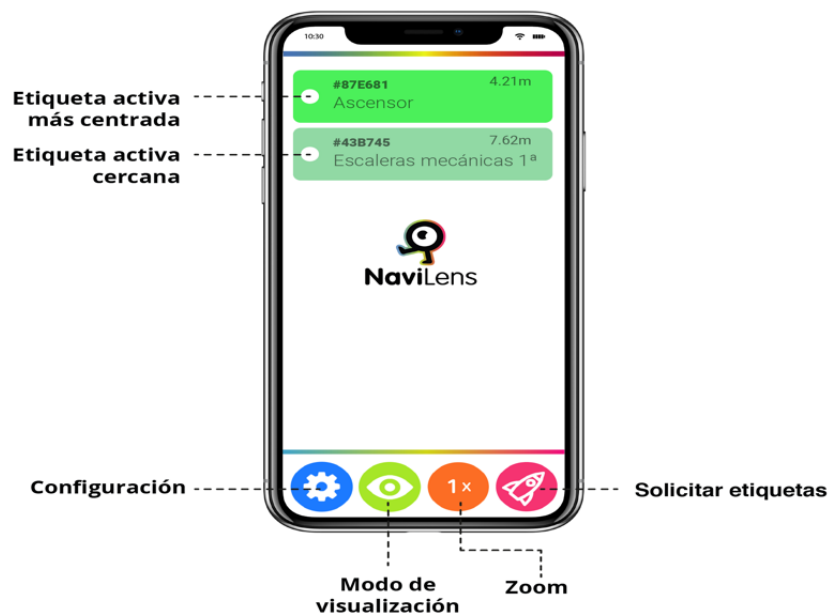 10:30
#87E681
4.21m
Ascensor
Etiqueta activa
más centrada
#43B745
7.62m
Escaleras mecánicas 1ª
Etiqueta activa
cercana
NaviLens
Configuración
1x
Solicitar etiquetas
Modo de
visualización
Zoom